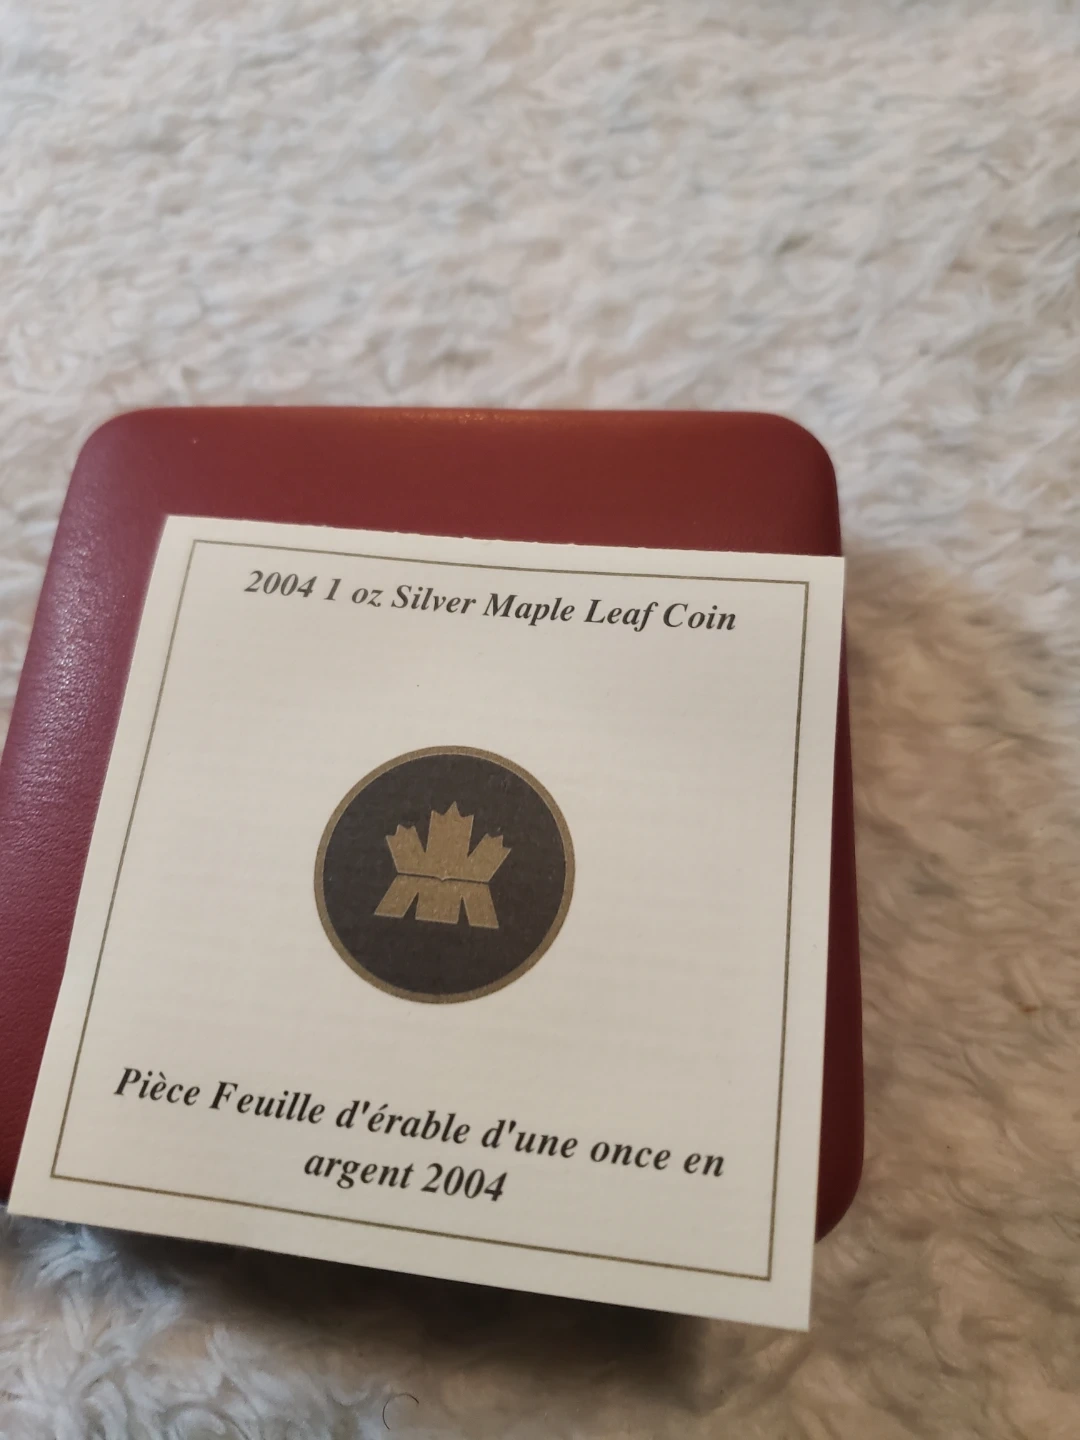 2004 1 oz Silver Maple Leaf Coin
Pièce Feuille d'érable d'une once en
argent 2004